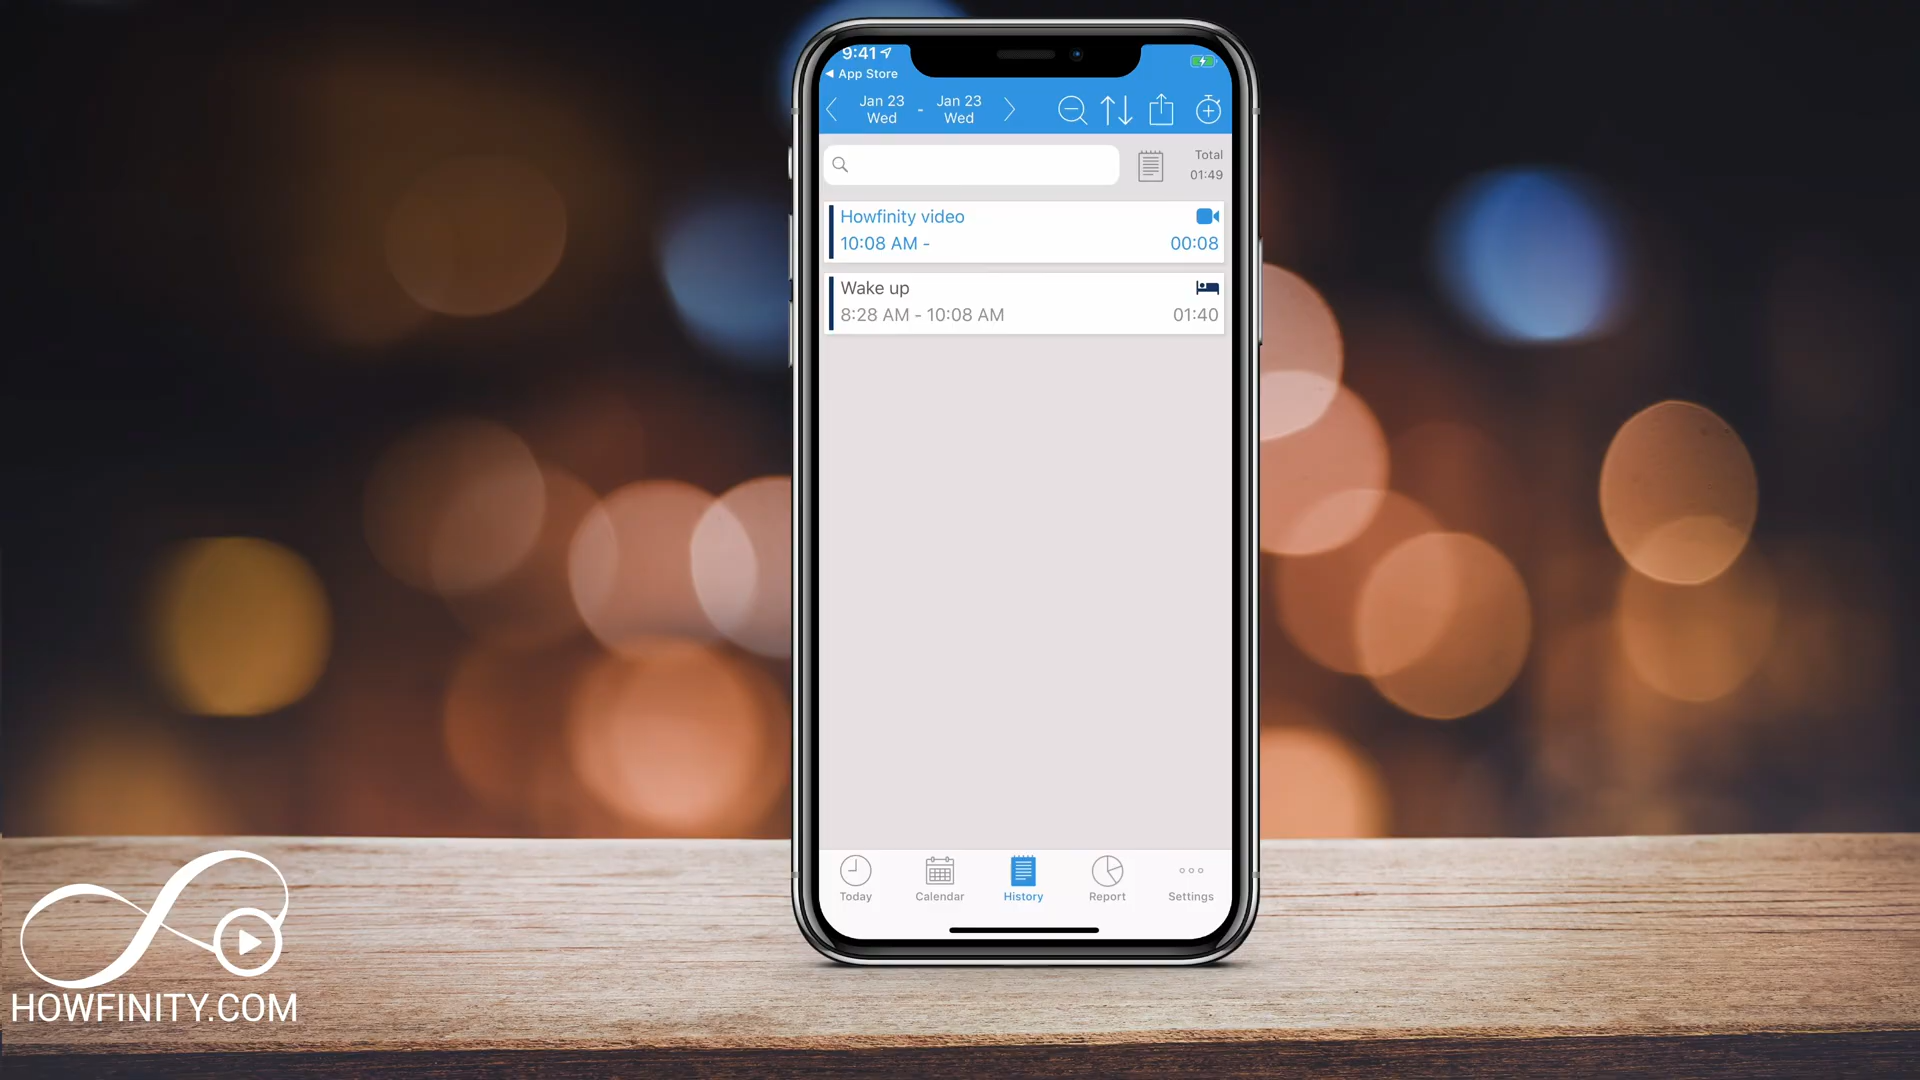 9:41
App Store
Jan 23 - Jan 23
Wed Wed
Total
01:49
Howfinity video
10:08 AM - 00:08
Wake up
8:28 AM - 10:08 AM 01:40
Today Calendar History Report Settings
HOWFINITY.COM